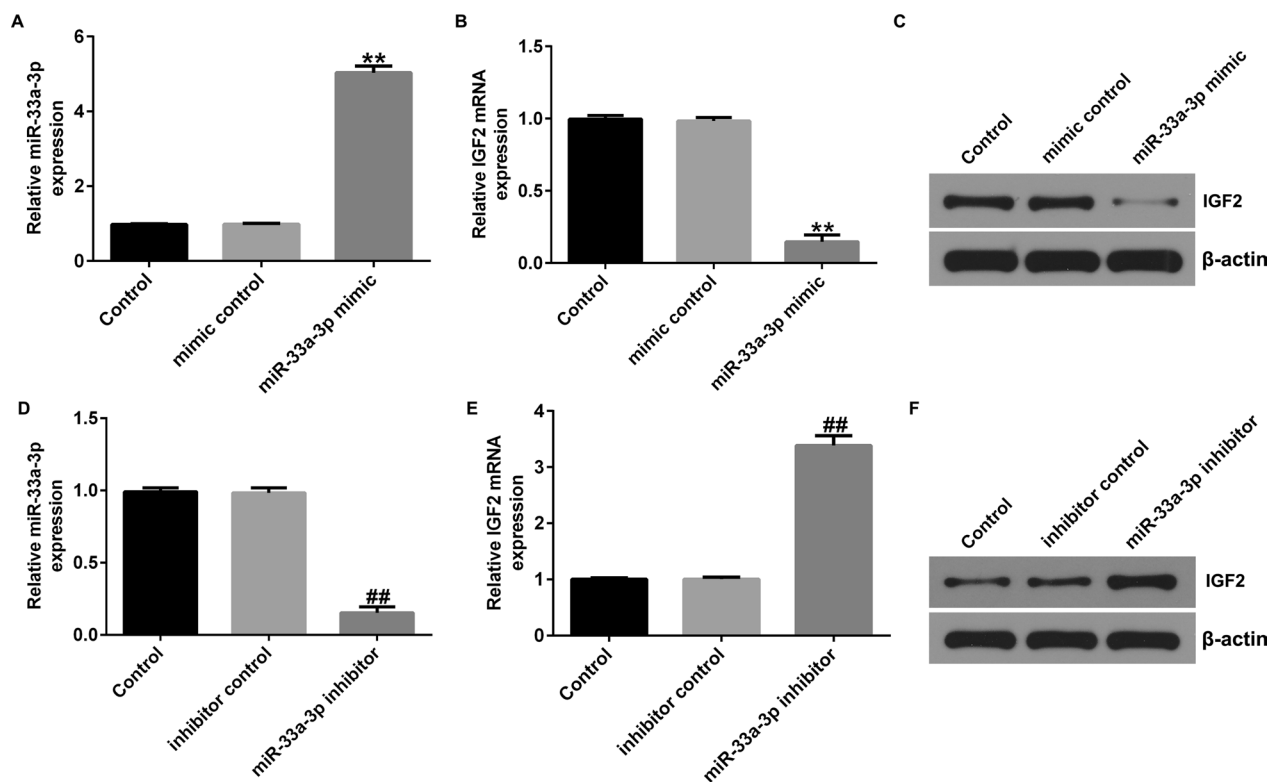 A
Relative miR-33a-3p
expression
6
4
2
0
**
Control
mimic control
miR-33a-3p mimic
B
Relative IGF2 mRNA
expression
1.5
1.0
0.5
0.0
**
Control
mimic control
miR-33a-3p mimic
C
Control
mimic control
miR-33a-3p mimic
IGF2
β-actin
D
Relative miR-33a-3p
expression
1.5
1.0
0.5
0.0
##
Control
inhibitor control
miR-33a-3p inhibitor
E
Relative IGF2 mRNA
expression
4
3
2
1
0
##
Control
inhibitor control
miR-33a-3p inhibitor
F
Control
inhibitor control
miR-33a-3p inhibitor
IGF2
β-actin